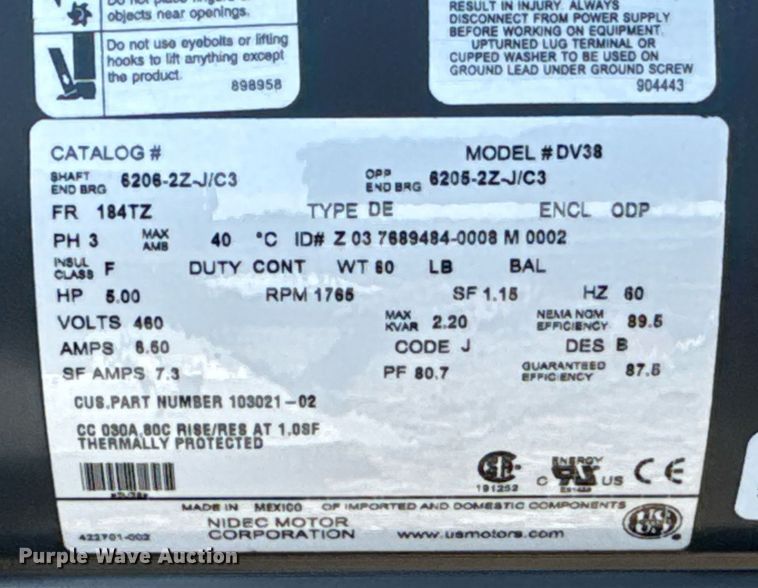 objects near openings.
Do not use eyebolts or lifting
hooks to lift anything except
the product.
898958
RESULT IN INJURY. ALWAYS
DISCONNECT FROM POWER SUPPLY
BEFORE WORKING ON EQUIPMENT.
UPTURNED LUG TERMINAL OR
CUPPED WASHER TO BE USED ON
GROUND LEAD UNDER GROUND SCREW
904443
CATALOG # MODEL # DV38
SHAFT END BRG 6206-2Z-J/C3 OPP END BRG 6205-2Z-J/C3
FR 184TZ TYPE DE ENCL ODP
PH 3 MAX AMB 40 °C ID# Z 03 7689484-0008 M 0002
INSUL CLASS F DUTY CONT WT 60 LB BAL
HP 5.00 RPM 1765 SF 1.15 HZ 60
VOLTS 460 MAX KVAR 2.20 NEMA NOM EFFICIENCY 89.5
AMPS 6.50 CODE J DES B
SF AMPS 7.3 PF 80.7 GUARANTEED EFFICIENCY 87.5
CUS.PART NUMBER 103021-02
CC 030A,80C RISE/RES AT 1.0SF
THERMALLY PROTECTED
191252
ENERGY
C US CE
MADE IN MEXICO OF IMPORTED AND DOMESTIC COMPONENTS
NIDEC MOTOR
CORPORATION
www.usmotors.com
422701-002
Purple Wave Auction